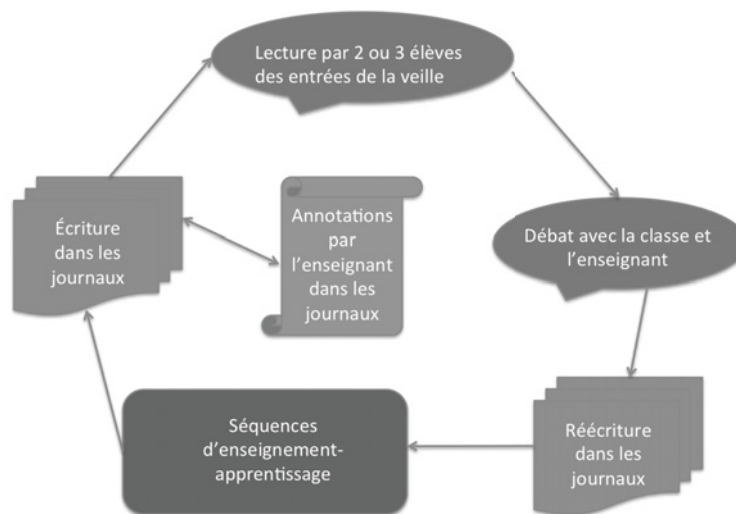 Lecture par 2 ou 3 élèves
des entrées de la veille
Écriture
dans les
journaux
Annotations
par
l'enseignant
dans les
journaux
Débat avec la classe et
l'enseignant
Séquences
d'enseignement-
apprentissage
Réécriture
dans les
journaux